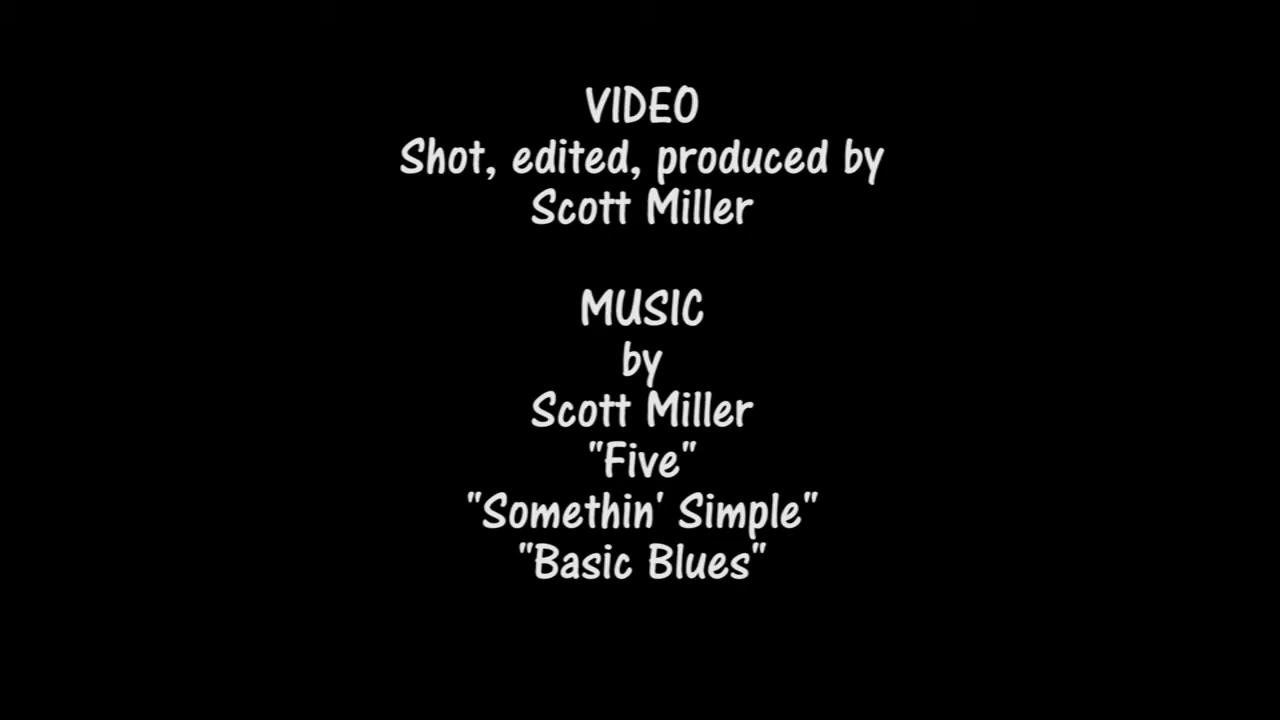 VIDEO
Shot, edited, produced by
Scott Miller
MUSIC
by
Scott Miller
"Five"
"Somethin' Simple"
"Basic Blues"